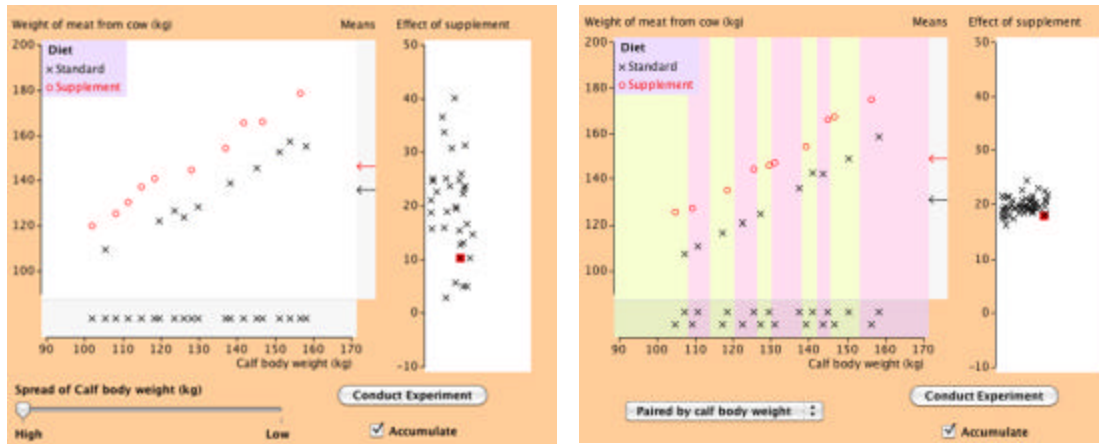 Weight of meat from cow (kg) Means Effect of supplement
Diet
× Standard
○ Supplement
200
180
160
140
120
100
90 100 110 120 130 140 150 160 170
Calf body weight (kg)
50
40
30
20
10
0
-10
Spread of Calf body weight (kg)
High Low
Conduct Experiment
Accumulate
Weight of meat from cow (kg) Means Effect of supplement
Diet
× Standard
○ Supplement
200
180
160
140
120
100
90 100 110 120 130 140 150 160 170
Calf body weight (kg)
50
40
30
20
10
0
-10
Paired by calf body weight
Conduct Experiment
Accumulate